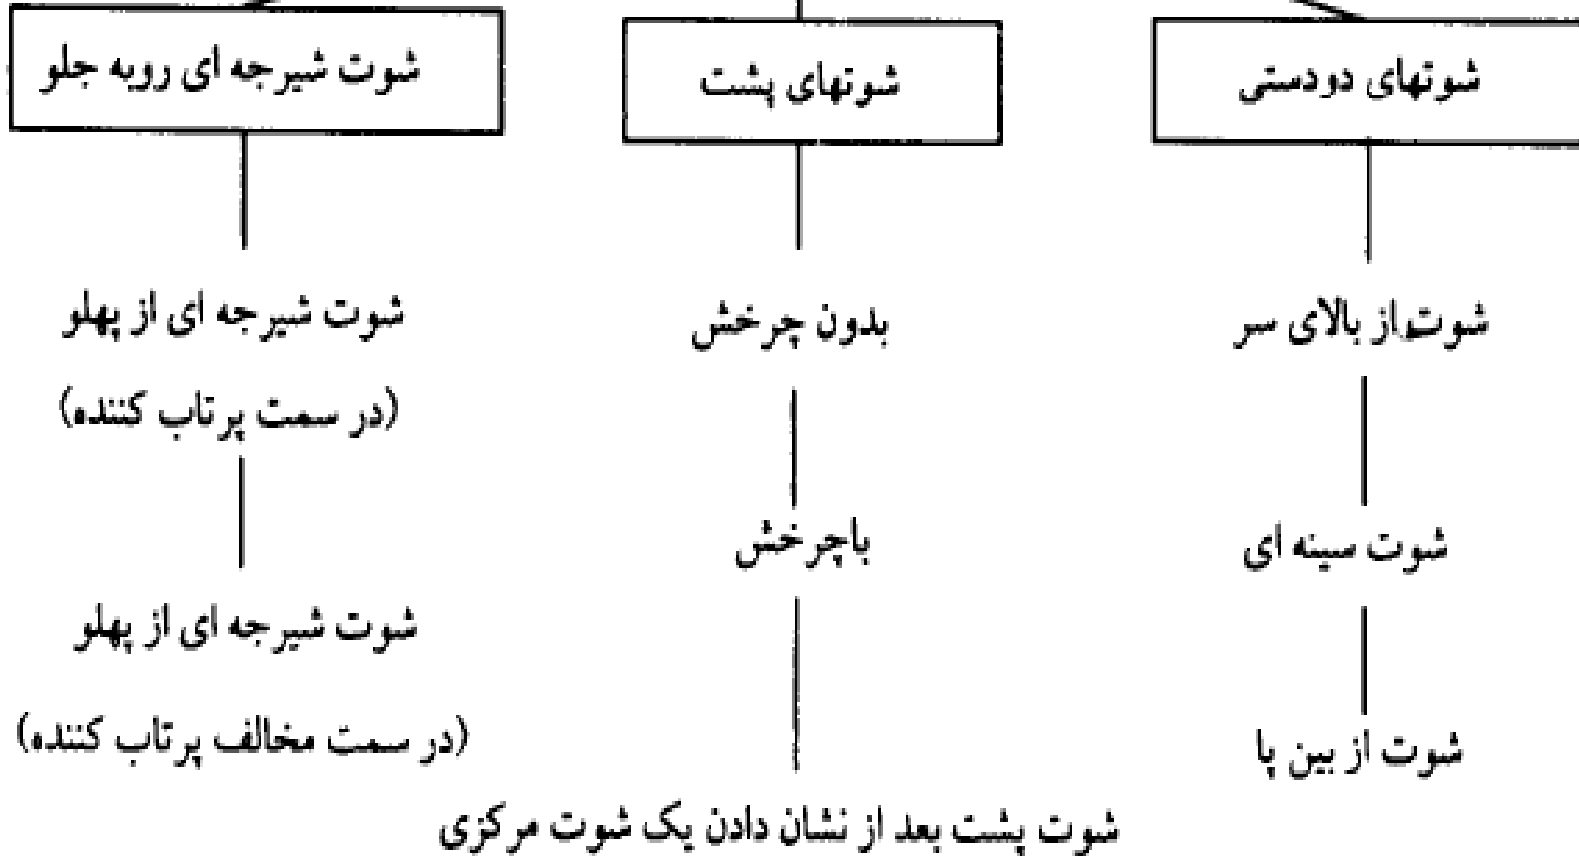 شوتهای دودستی
شوت از بالای سر
شوت سینه ای
شوت از بین پا
شوتهای پشت
بدون چرخش
باچرخش
شوت پشت بعد از نشان دادن یک شوت مرکزی
شوت شیرجه ای روبه جلو
شوت شیرجه ای از پهلو
(در سمت پرتاب کننده)
شوت شیرجه ای از پهلو
(در سمت مخالف پرتاب کننده)